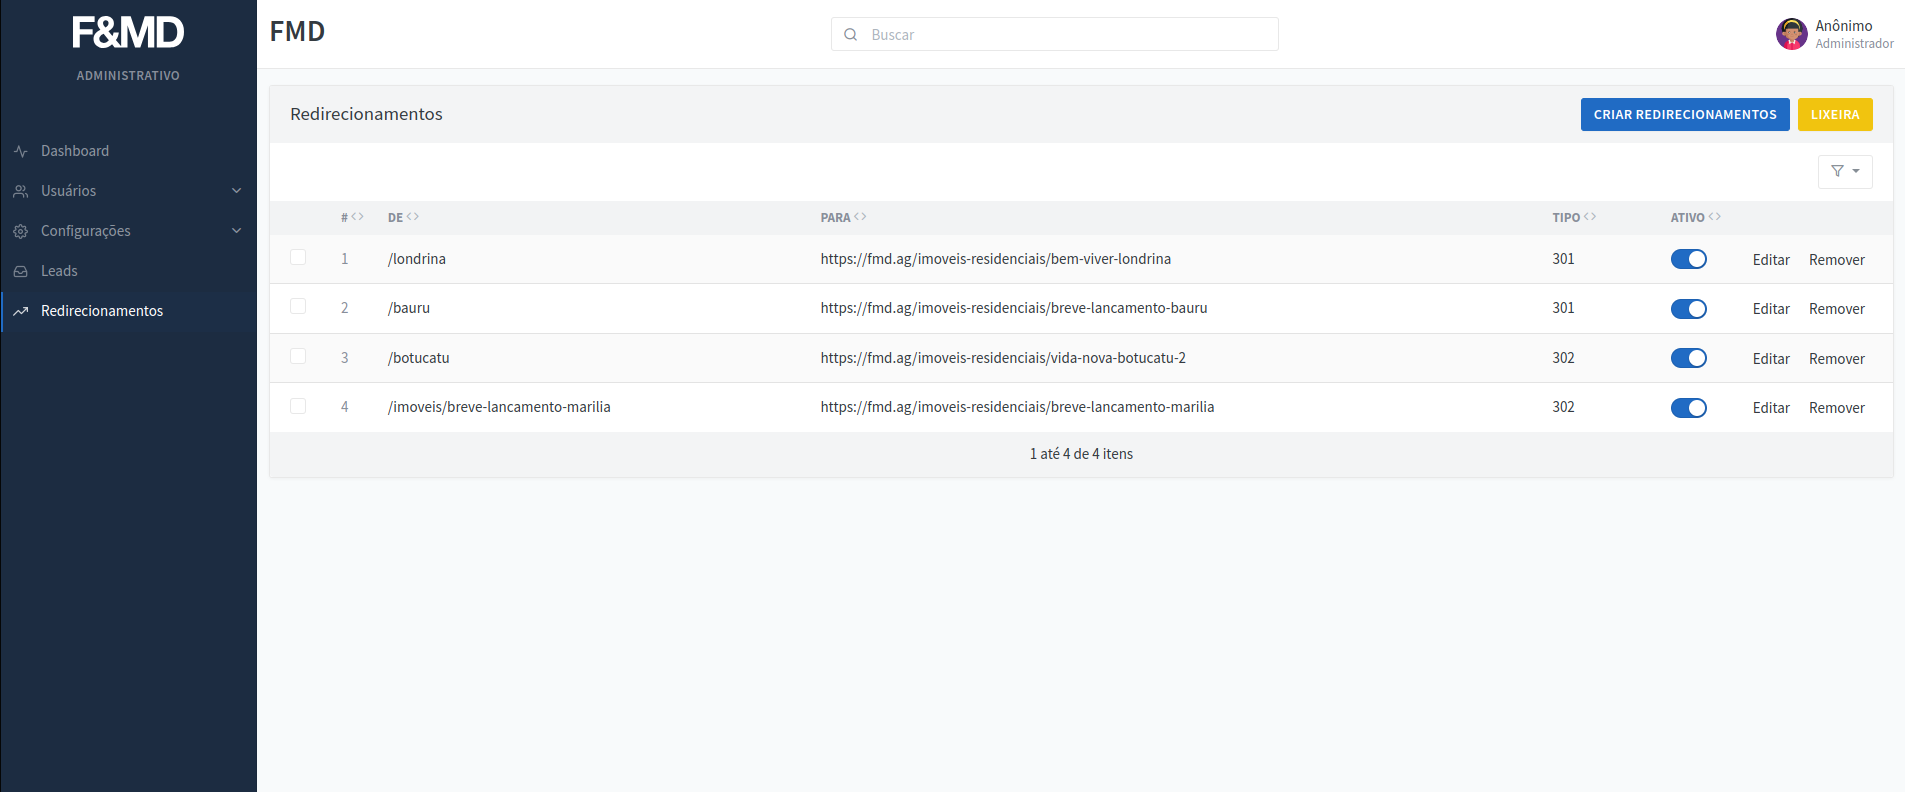 F&MD
ADMINISTRATIVO
Dashboard
Usuários
Configurações
Leads
Redirecionamentos
FMD
Buscar
Anônimo
Administrador
Redirecionamentos
CRIAR REDIRECIONAMENTOS
LIXEIRA
# DE PARA TIPO ATIVO
1 /londrina https://fmd.ag/imoveis-residenciais/bem-viver-londrina 301 Editar Remover
2 /bauru https://fmd.ag/imoveis-residenciais/breve-lancamento-bauru 301 Editar Remover
3 /botucatu https://fmd.ag/imoveis-residenciais/vida-nova-botucatu-2 302 Editar Remover
4 /imoveis/breve-lancamento-marilia https://fmd.ag/imoveis-residenciais/breve-lancamento-marilia 302 Editar Remover
1 até 4 de 4 itens